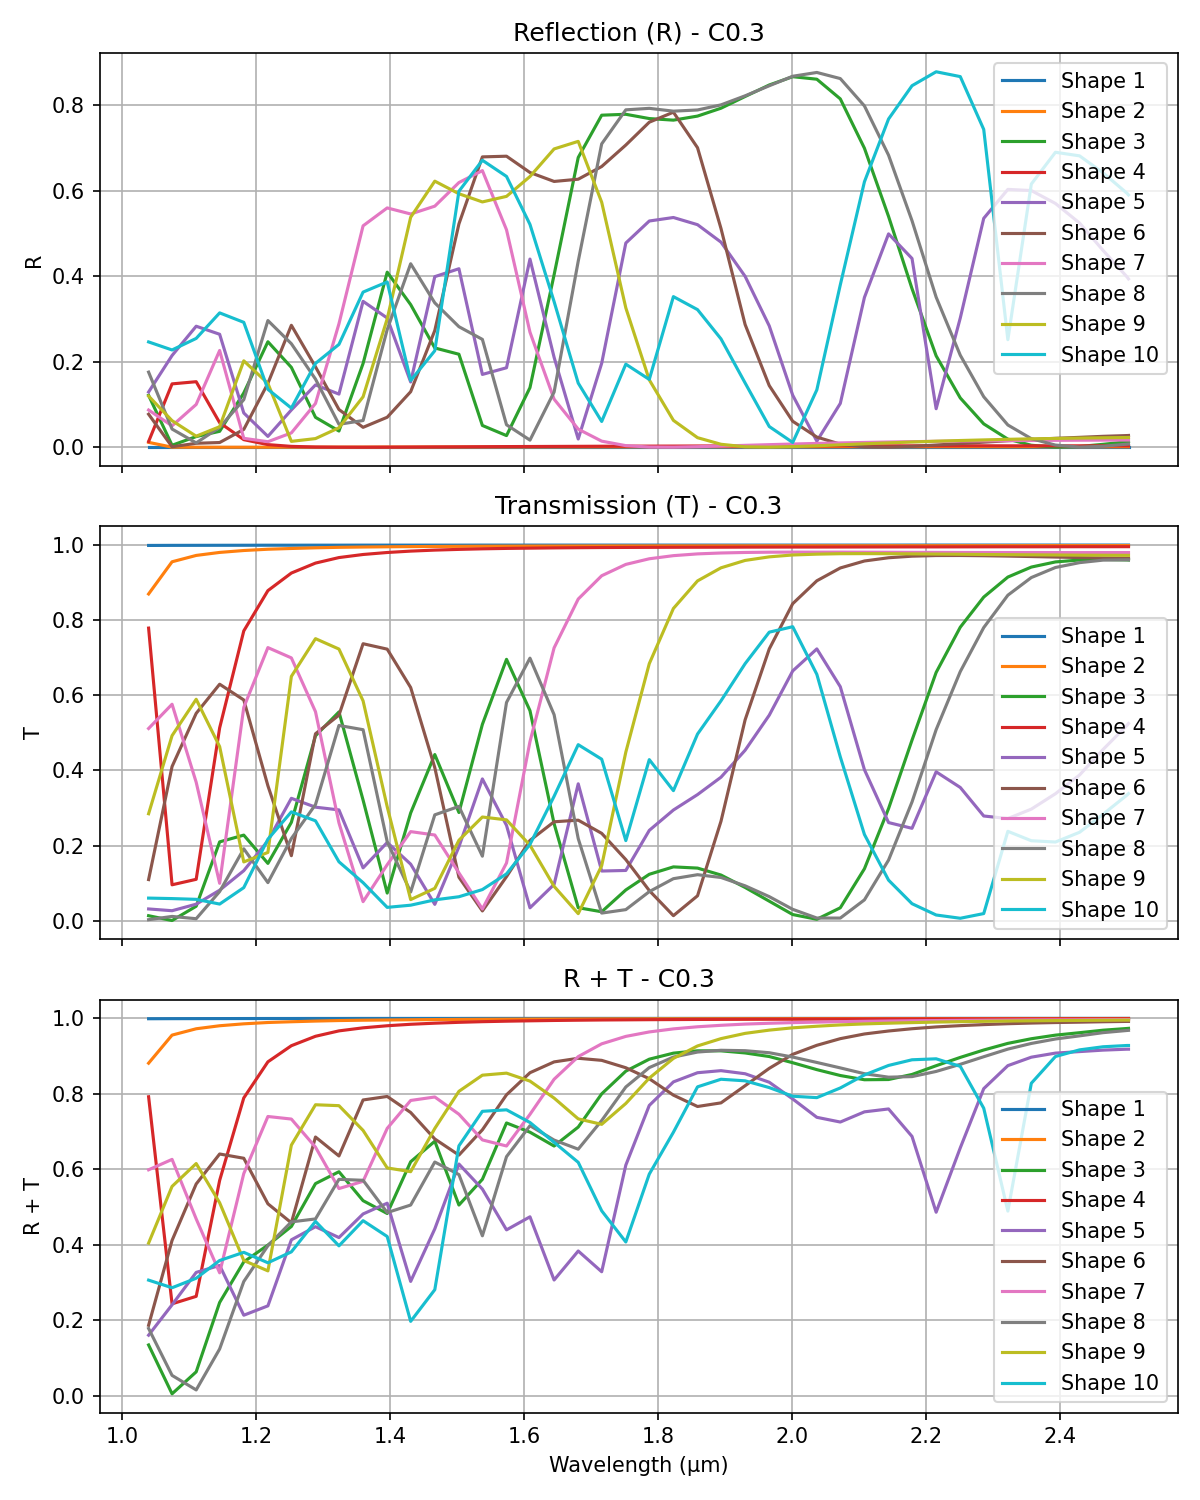 Reflection (R) - C0.3
R
0.8
0.6
0.4
0.2
0.0
Shape 1
Shape 2
Shape 3
Shape 4
Shape 5
Shape 6
Shape 7
Shape 8
Shape 9
Shape 10
Transmission (T) - C0.3
T
1.0
0.8
0.6
0.4
0.2
0.0
Shape 1
Shape 2
Shape 3
Shape 4
Shape 5
Shape 6
Shape 7
Shape 8
Shape 9
Shape 10
R + T - C0.3
R + T
1.0
0.8
0.6
0.4
0.2
0.0
Shape 1
Shape 2
Shape 3
Shape 4
Shape 5
Shape 6
Shape 7
Shape 8
Shape 9
Shape 10
1.0 1.2 1.4 1.6 1.8 2.0 2.2 2.4
Wavelength (μm)